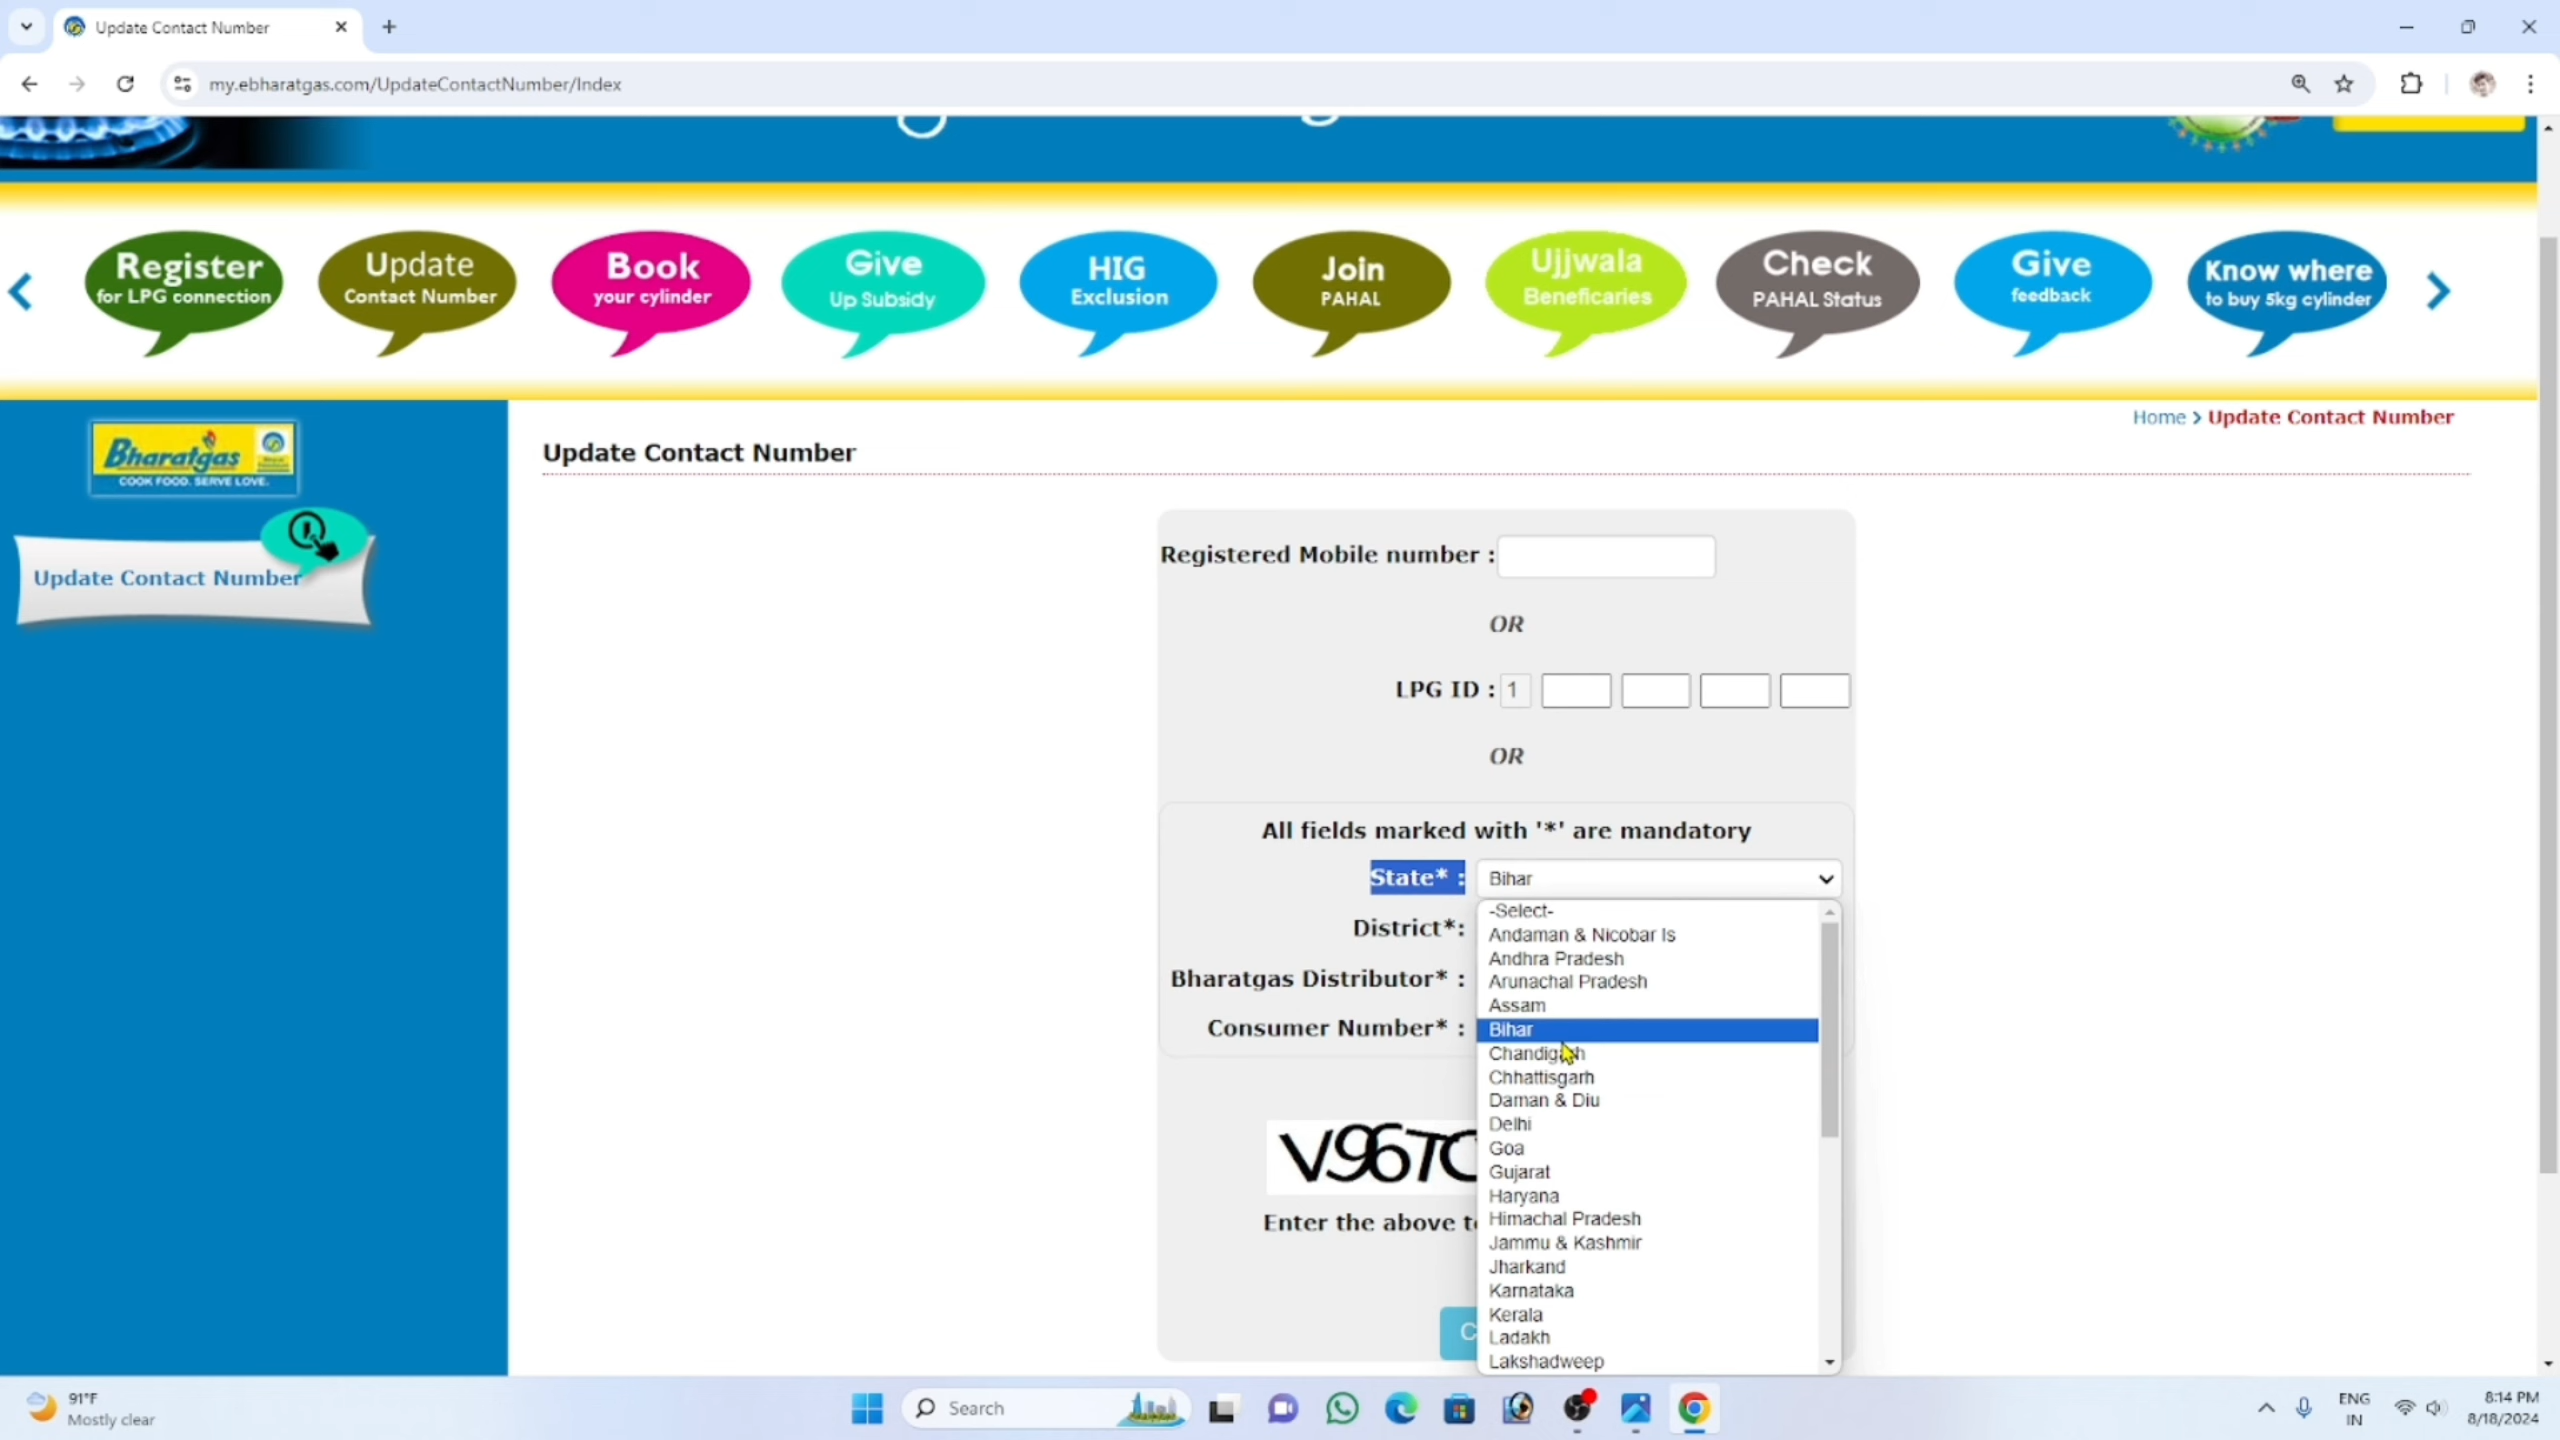 Update Contact Number
my.ebharatgas.com/UpdateContactNumber/Index
Register
for LPG connection
Update
Contact Number
Book
your cylinder
Give
Up Subsidy
HIG
Exclusion
Join
PAHAL
Ujjwala
Beneficaries
Check
PAHAL Status
Give
feedback
Know where
to buy 5kg cylinder
Home > Update Contact Number
Bharatgas
COOK FOOD. SERVE LOVE.
Update Contact Number
Update Contact Number
Registered Mobile number :
OR
LPG ID : 1
OR
All fields marked with '*' are mandatory
State* : Bihar
District*:
Bharatgas Distributor* :
Consumer Number* :
-Select-
Andaman & Nicobar Is
Andhra Pradesh
Arunachal Pradesh
Assam
Bihar
Chandigarh
Chhattisgarh
Daman & Diu
Delhi
Goa
Gujarat
Haryana
Himachal Pradesh
Jammu & Kashmir
Jharkand
Karnataka
Kerala
Ladakh
Lakshadweep
Enter the above
91°F
Mostly clear
Search
ENG
IN
8:14 PM
8/18/2024